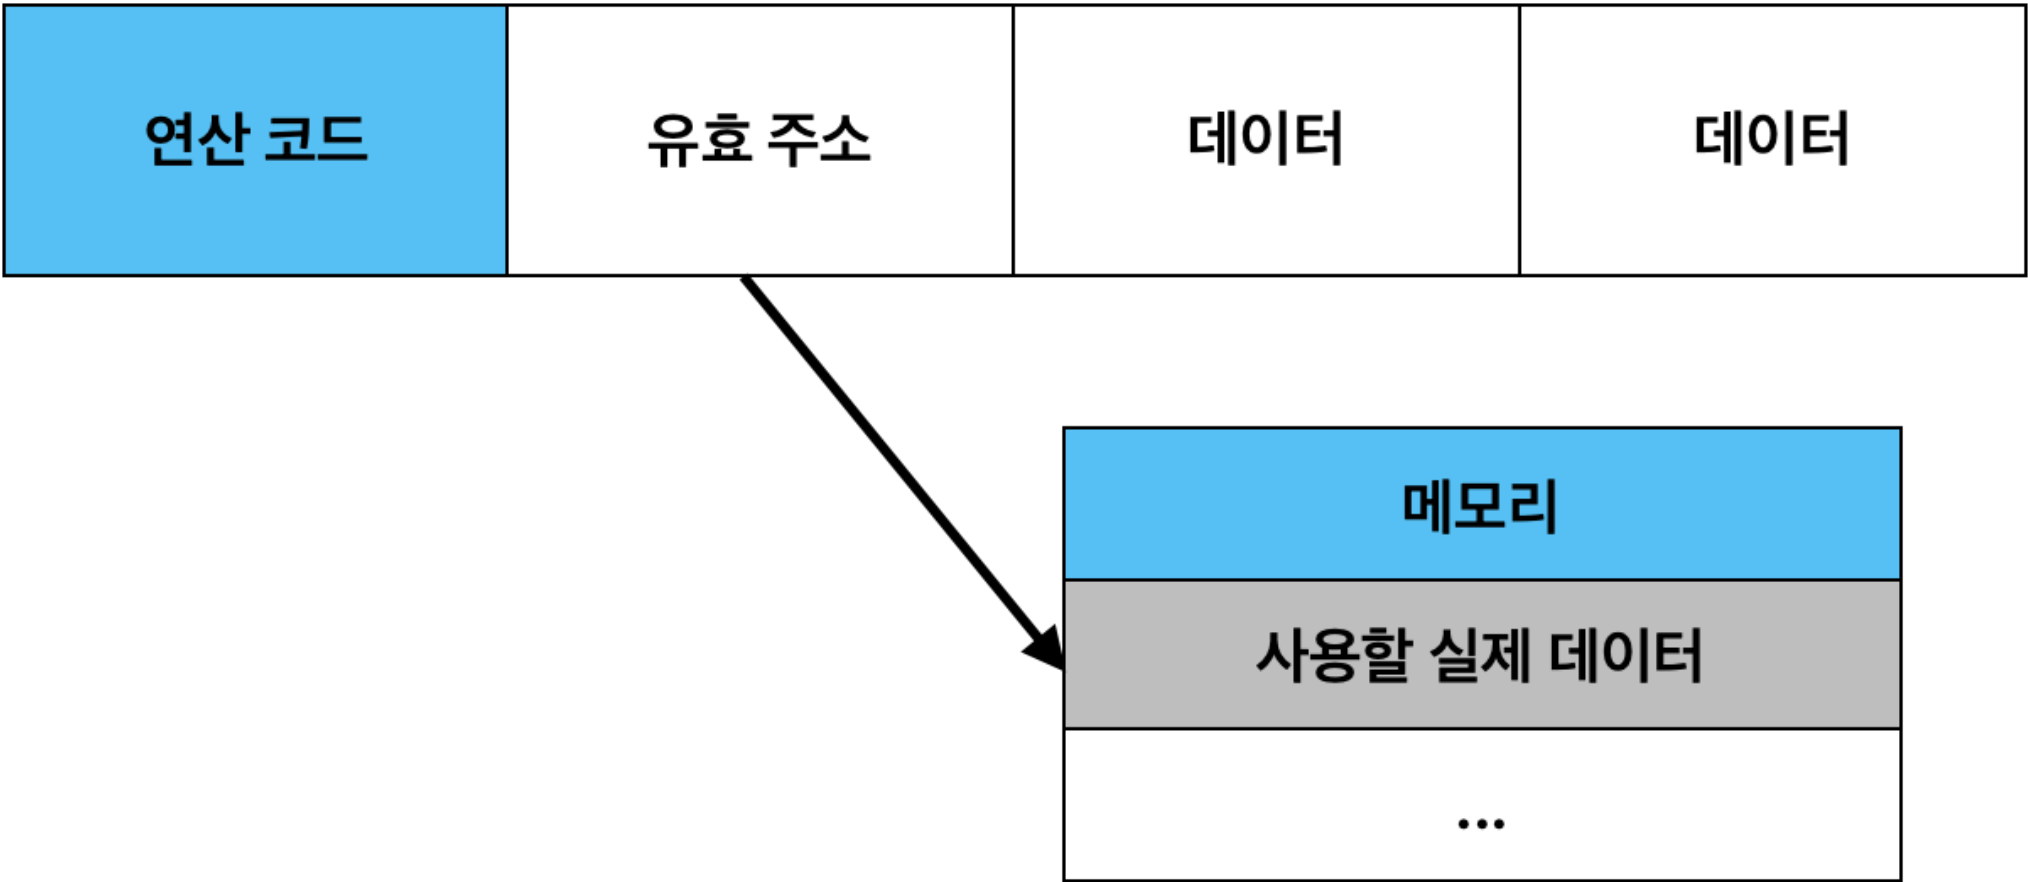 연산 코드
유효 주소
데이터
데이터
메모리
사용할 실제 데이터
...